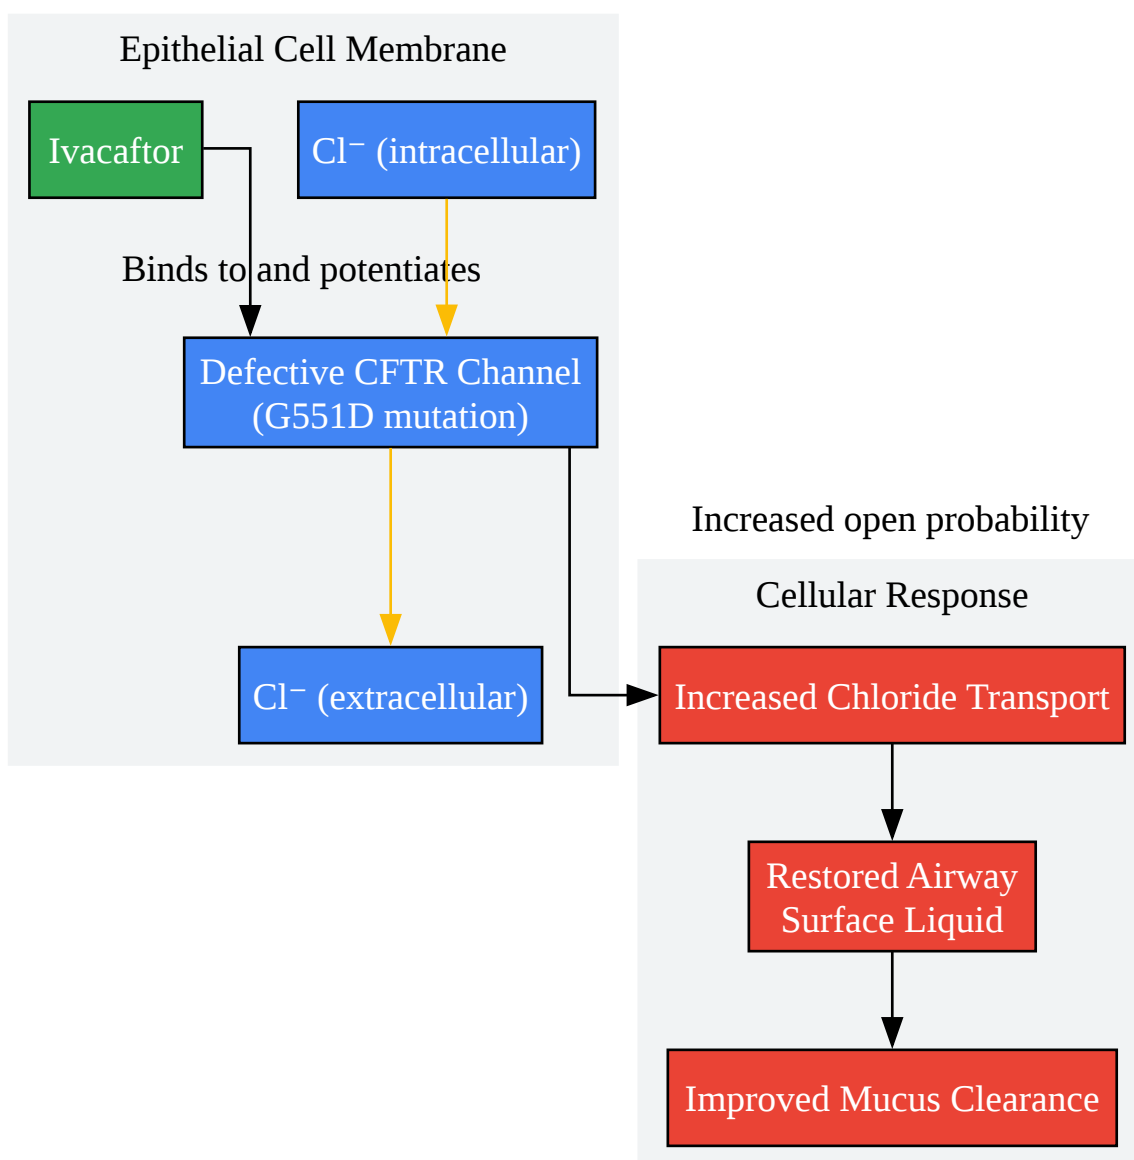 Epithelial Cell Membrane
Ivacaftor
Cl⁻ (intracellular)
Binds to and potentiates
Defective CFTR Channel
(G551D mutation)
Increased open probability
Cellular Response
Cl⁻ (extracellular)
Increased Chloride Transport
Restored Airway
Surface Liquid
Improved Mucus Clearance